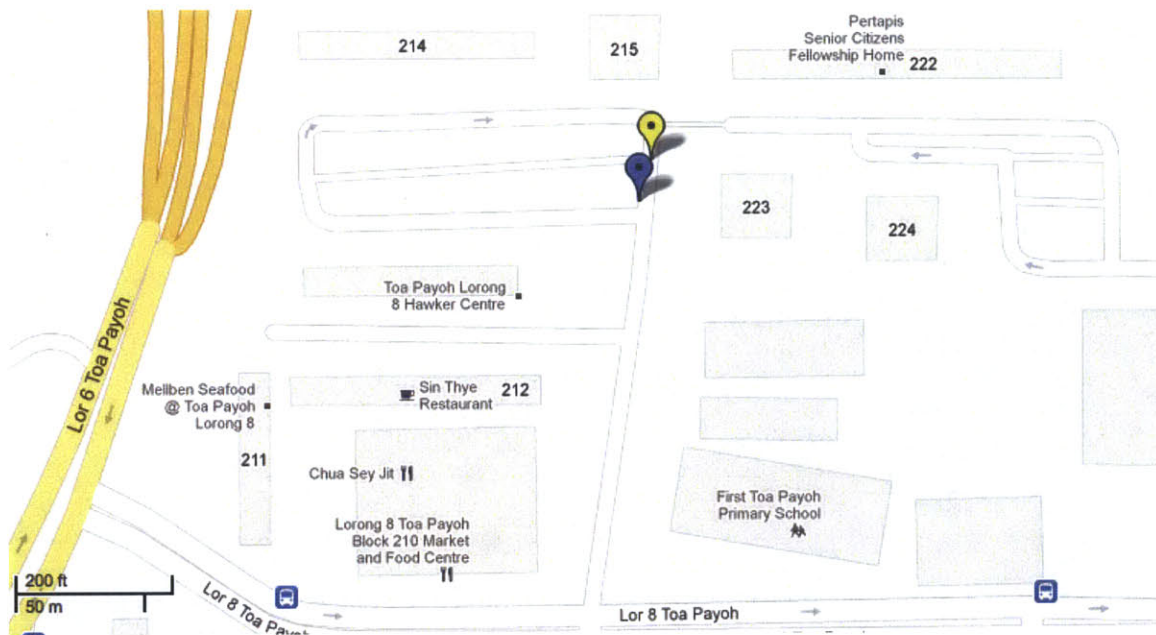 Pertapis
Senior Citizens
Fellowship Home
214
215
222
223
224
Toa Payoh Lorong
8 Hawker Centre
Lor 6 Toa Payoh
Mellben Seafood
@ Toa Payoh
Lorong 8
Sin Thye
Restaurant
212
211
Chua Sey Jit
First Toa Payoh
Primary School
Lorong 8 Toa Payoh
Block 210 Market
and Food Centre
200 ft
50 m
Lor 8 Toa Payoh
Lor 8 Toa Payoh